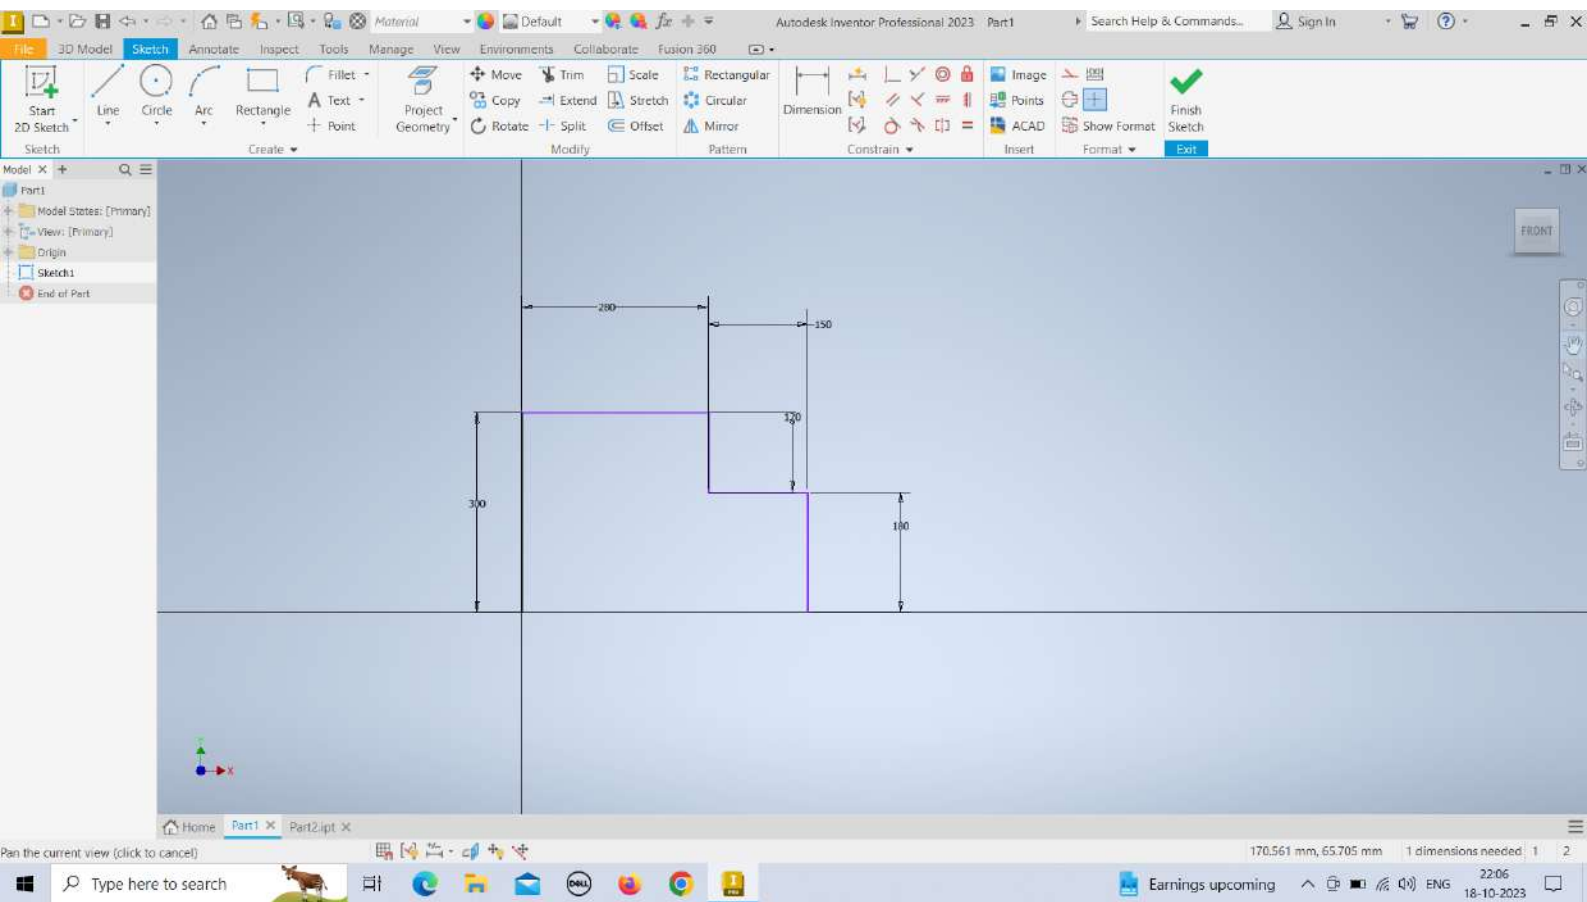 Material
Default
Autodesk Inventor Professional 2023 Part1
Search Help & Commands...
Sign In
File 3D Model Sketch Annotate Inspect Tools Manage View Environments Collaborate Fusion 360
Start
2D Sketch
Line
Circle
Arc
Rectangle
Fillet
Text
Point
Project
Geometry
Move
Copy
Rotate
Trim
Extend
Split
Scale
Stretch
Offset
Rectangular
Circular
Mirror
Dimension
Image
Points
ACAD
Show Format
Finish
Sketch
Sketch
Create
Modify
Pattern
Constrain
Insert
Format
Exit
Model
Part1
Model States: [Primary]
View: [Primary]
Origin
Sketch1
End of Part
FRONT
280
150
120
300
180
X
Home Part1 Part2.ipt
Pan the current view (click to cancel)
170.561 mm, 65.705 mm 1 dimensions needed 1 2
Type here to search
DELL
PRO
Earnings upcoming
ENG
22:06
18-10-2023